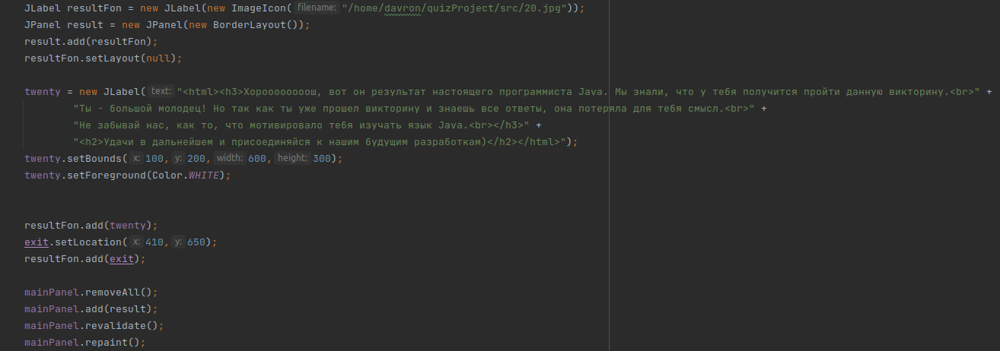 JLabel resultFon = new JLabel(new ImageIcon( filename: "/home/davron/quizProject/src/20.jpg"));
JPanel result = new JPanel(new BorderLayout());
result.add(resultFon);
resultFon.setLayout(null);
twenty = new JLabel( text: "<html><h3>Хорооооооооош, вот он результат настоящего программиста Java. Мы знали, что у тебя получится пройти данную викторину.<br>" +
"Ты - большой молодец! Но так как ты уже прошел викторину и знаешь все ответы, она потеряла для тебя смысл.<br>" +
"Не забывай нас, как то, что мотивировало тебя изучать язык Java.<br></h3>" +
"<h2>Удачи в дальнейшем и присоединяйся к нашим будущим разработкам)</h2></html>");
twenty.setBounds( x: 100, y: 200, width: 600, height: 300);
twenty.setForeground(Color.WHITE);
resultFon.add(twenty);
exit.setLocation( x: 410, y: 650);
resultFon.add(exit);
mainPanel.removeAll();
mainPanel.add(result);
mainPanel.revalidate();
mainPanel.repaint();